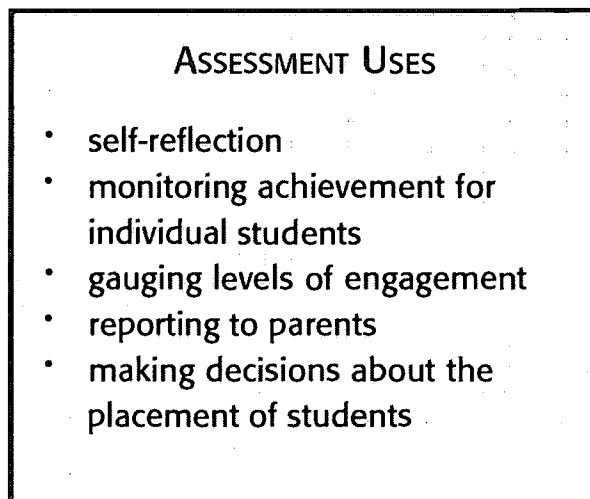 ASSESSMENT USES
• self-reflection
• monitoring achievement for
individual students
• gauging levels of engagement
• reporting to parents
• making decisions about the
placement of students